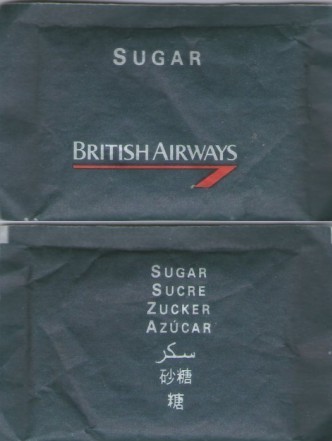 SUGAR
BRITISH AIRWAYS
SUGAR
SUCRE
ZUCKER
AZÚCAR
سكر
砂糖
糖